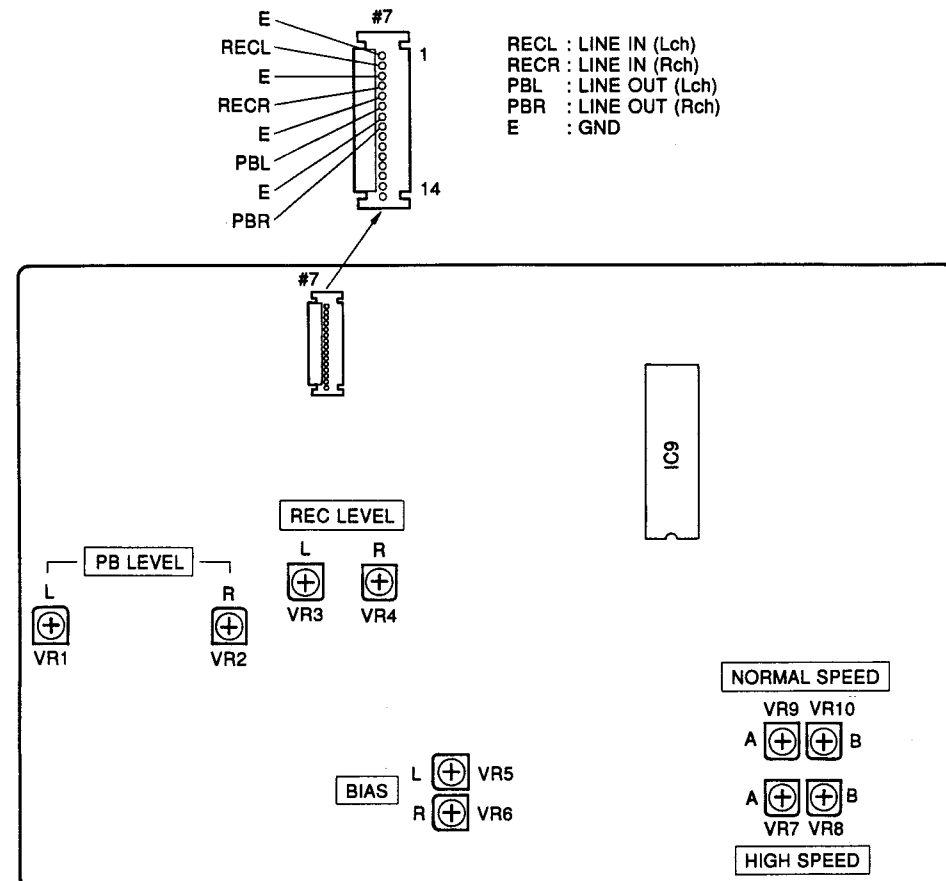 E
RECL
E
RECR
E
PBL
E
PBR
#7
1
14
RECL : LINE IN (Lch)
RECR : LINE IN (Rch)
PBL : LINE OUT (Lch)
PBR : LINE OUT (Rch)
E : GND
#7
IC9
REC LEVEL
L R
VR3 VR4
PB LEVEL
L R
VR1 VR2
NORMAL SPEED
VR9 VR10
A B
A B
VR7 VR8
HIGH SPEED
BIAS
L VR5
R VR6